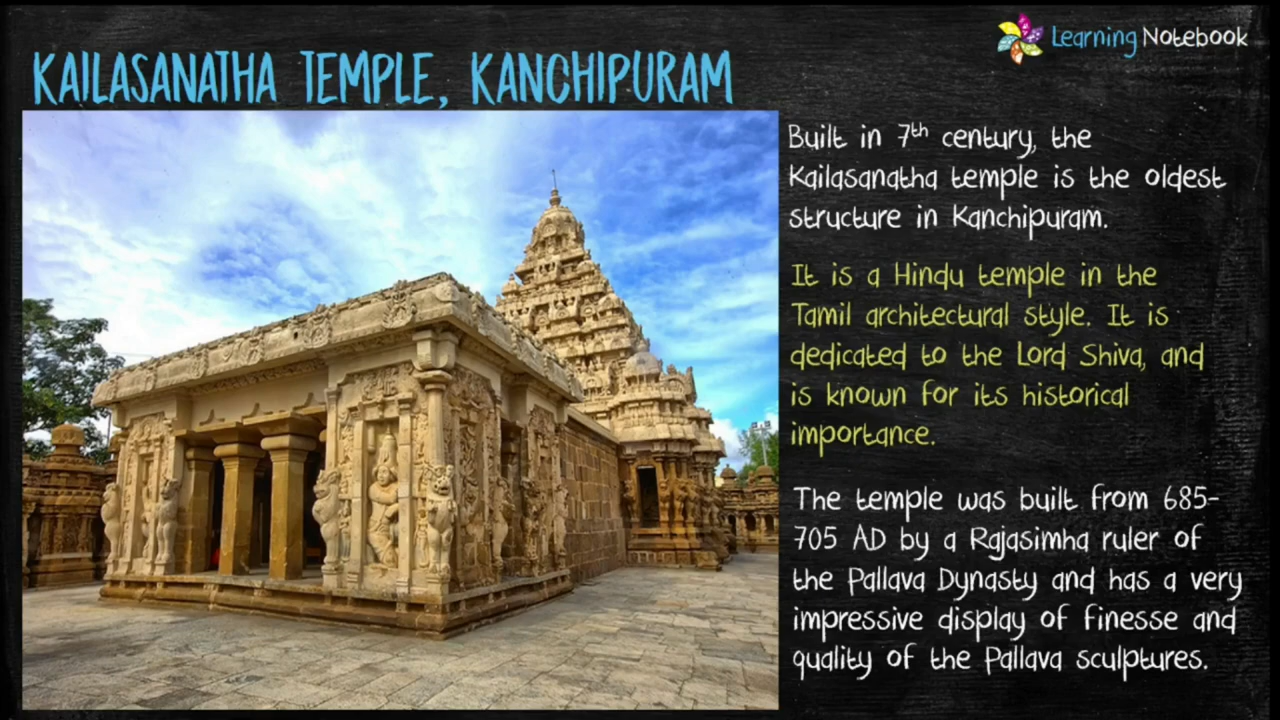 Learning Notebook
KAILASANATHA TEMPLE, KANCHIPURAM
Built in 7th century, the
Kailasanatha temple is the oldest
structure in Kanchipuram.
It is a Hindu temple in the
Tamil architectural style. It is
dedicated to the Lord Shiva, and
is known for its historical
importance.
The temple was built from 685-
705 AD by a Rajasimha ruler of
the Pallava Dynasty and has a very
impressive display of finesse and
quality of the Pallava sculptures.